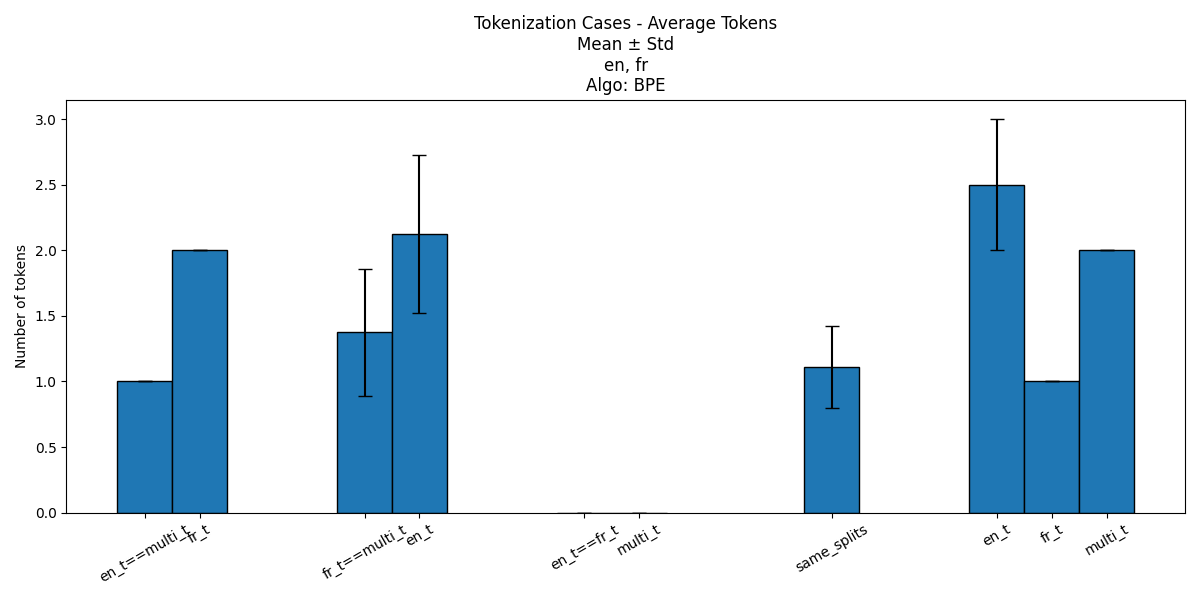 Tokenization Cases - Average Tokens
Mean ± Std
en, fr
Algo: BPE
Number of tokens
3.0
2.5
2.0
1.5
1.0
0.5
0.0
en_t==multi_t
fr_t
fr_t==multi_t
en_t
en_t==fr_t
multi_t
same_splits
en_t
fr_t
multi_t